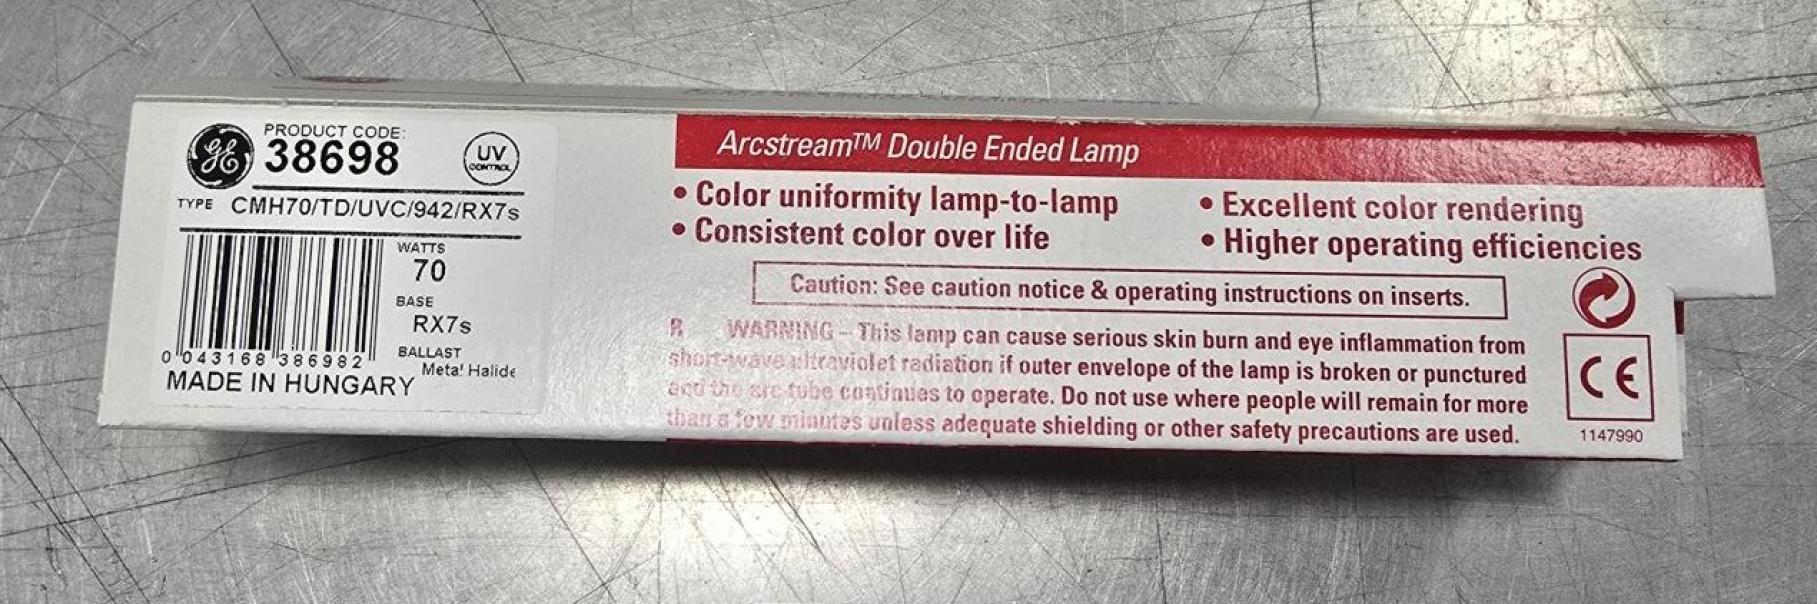 GE
PRODUCT CODE:
38698
UV
CONTROL
TYPE CMH70/TD/UVC/942/RX7s
WATTS
70
BASE
RX7s
BALLAST
Metal Halide
0 043168 386982
MADE IN HUNGARY
Arcstream™ Double Ended Lamp
• Color uniformity lamp-to-lamp
• Consistent color over life
• Excellent color rendering
• Higher operating efficiencies
Caution: See caution notice & operating instructions on inserts.
R WARNING – This lamp can cause serious skin burn and eye inflammation from
short-wave ultraviolet radiation if outer envelope of the lamp is broken or punctured
and the arc tube continues to operate. Do not use where people will remain for more
than a few minutes unless adequate shielding or other safety precautions are used.
CE
1147990